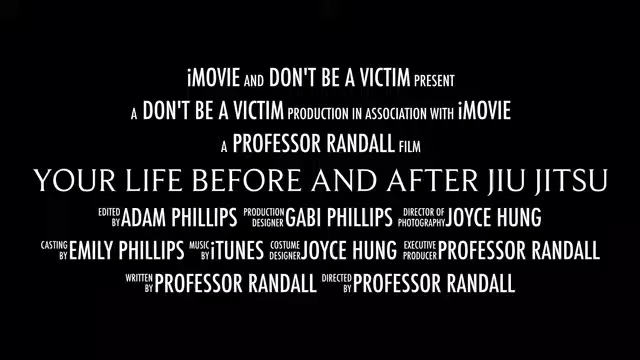 iMOVIE AND DON'T BE A VICTIM PRESENT
A DON'T BE A VICTIM PRODUCTION IN ASSOCIATION WITH iMOVIE
A PROFESSOR RANDALL FILM
YOUR LIFE BEFORE AND AFTER JIU JITSU
EDITED BY ADAM PHILLIPS PRODUCTION DESIGNER GABI PHILLIPS DIRECTOR OF PHOTOGRAPHY JOYCE HUNG
CASTING BY EMILY PHILLIPS MUSIC BY iTUNES COSTUME DESIGNER JOYCE HUNG EXECUTIVE PRODUCER PROFESSOR RANDALL
WRITTEN BY PROFESSOR RANDALL DIRECTED BY PROFESSOR RANDALL